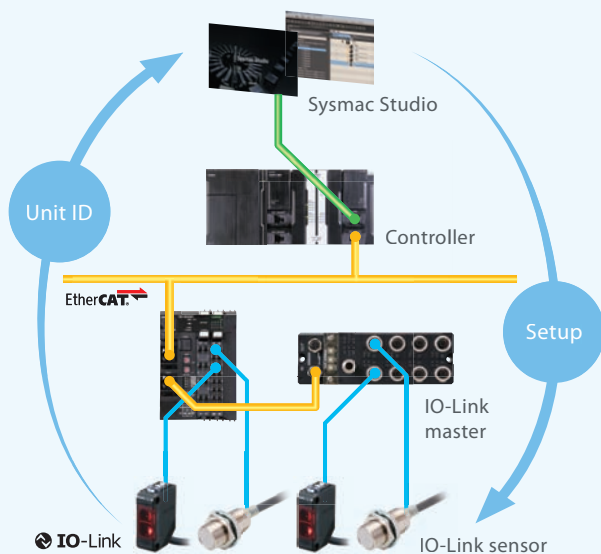 Sysmac Studio
Unit ID
Controller
EtherCAT®
Setup
IO-Link
master
IO-Link
IO-Link sensor